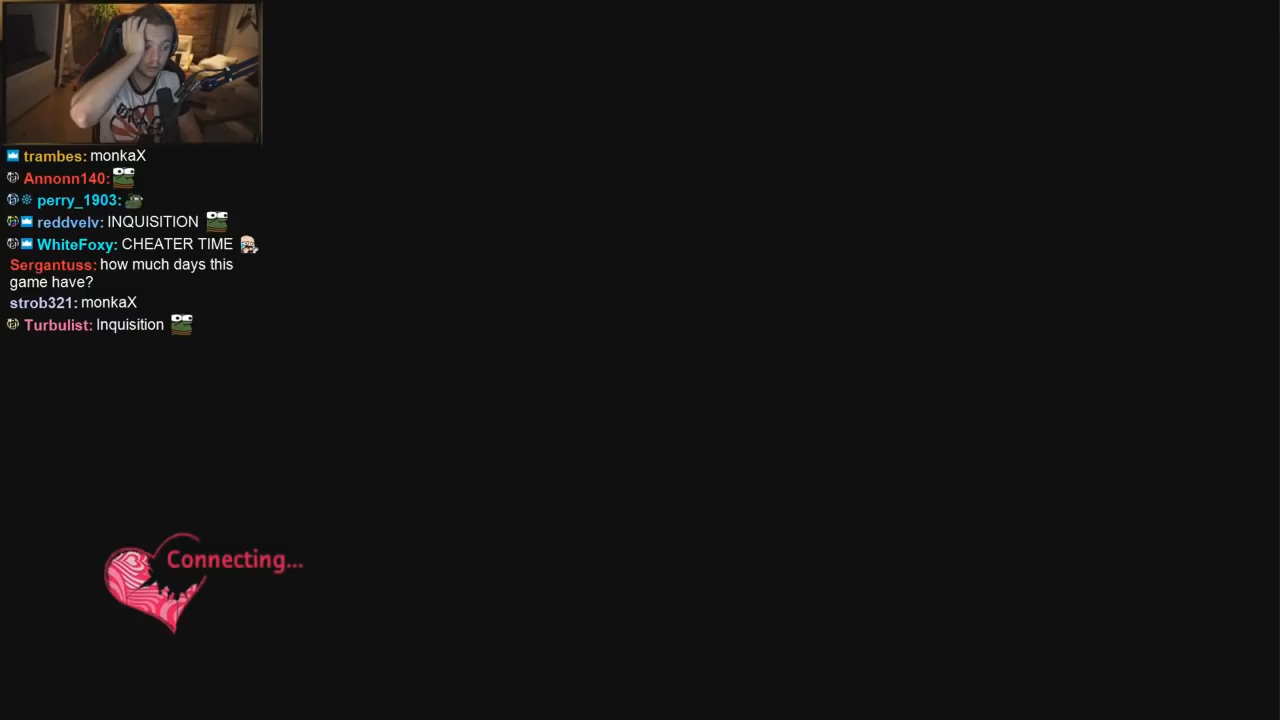 trambes: monkaX
Annonn140:
perry_1903:
reddvelv: INQUISITION
WhiteFoxy: CHEATER TIME
Sergantuss: how much days this
game have?
strob321: monkaX
Turbulist: Inquisition
Connecting...